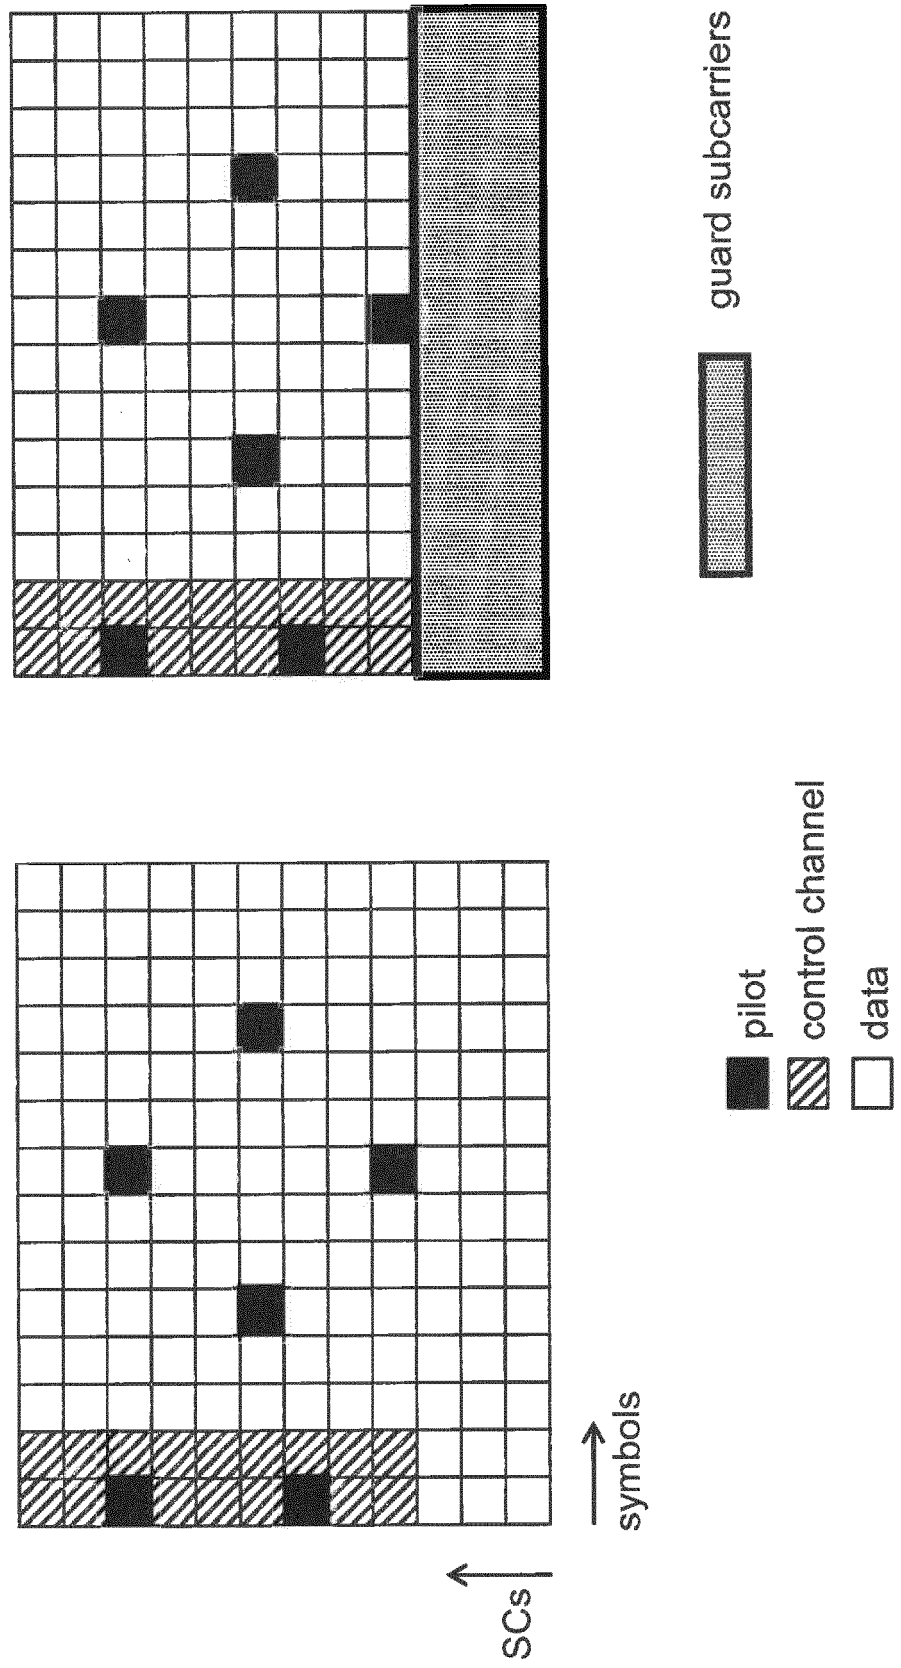 SCs
symbols
pilot
control channel
data
guard subcarriers